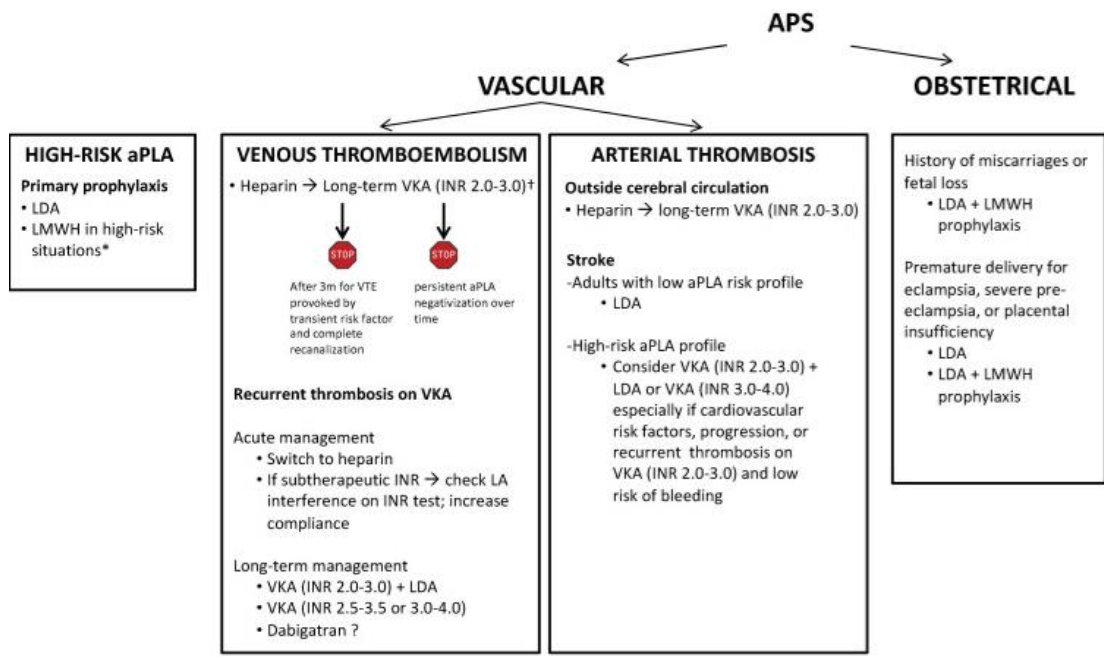 APS
VASCULAR
OBSTETRICAL
HIGH-RISK aPLA
Primary prophylaxis
• LDA
• LMWH in high-risk
situations*
VENOUS THROMBOEMBOLISM
• Heparin → Long-term VKA (INR 2.0-3.0)†
STOP
After 3m for VTE
provoked by
transient risk factor
and complete
recanalization
STOP
persistent aPLA
negativization over
time
Recurrent thrombosis on VKA
Acute management
• Switch to heparin
• If subtherapeutic INR → check LA
interference on INR test; increase
compliance
Long-term management
• VKA (INR 2.0-3.0) + LDA
• VKA (INR 2.5-3.5 or 3.0-4.0)
• Dabigatran ?
ARTERIAL THROMBOSIS
Outside cerebral circulation
• Heparin → long-term VKA (INR 2.0-3.0)
Stroke
-Adults with low aPLA risk profile
• LDA
-High-risk aPLA profile
• Consider VKA (INR 2.0-3.0) +
LDA or VKA (INR 3.0-4.0)
especially if cardiovascular
risk factors, progression, or
recurrent thrombosis on
VKA (INR 2.0-3.0) and low
risk of bleeding
History of miscarriages or
fetal loss
• LDA + LMWH
prophylaxis
Premature delivery for
eclampsia, severe pre-
eclampsia, or placental
insufficiency
• LDA
• LDA + LMWH
prophylaxis